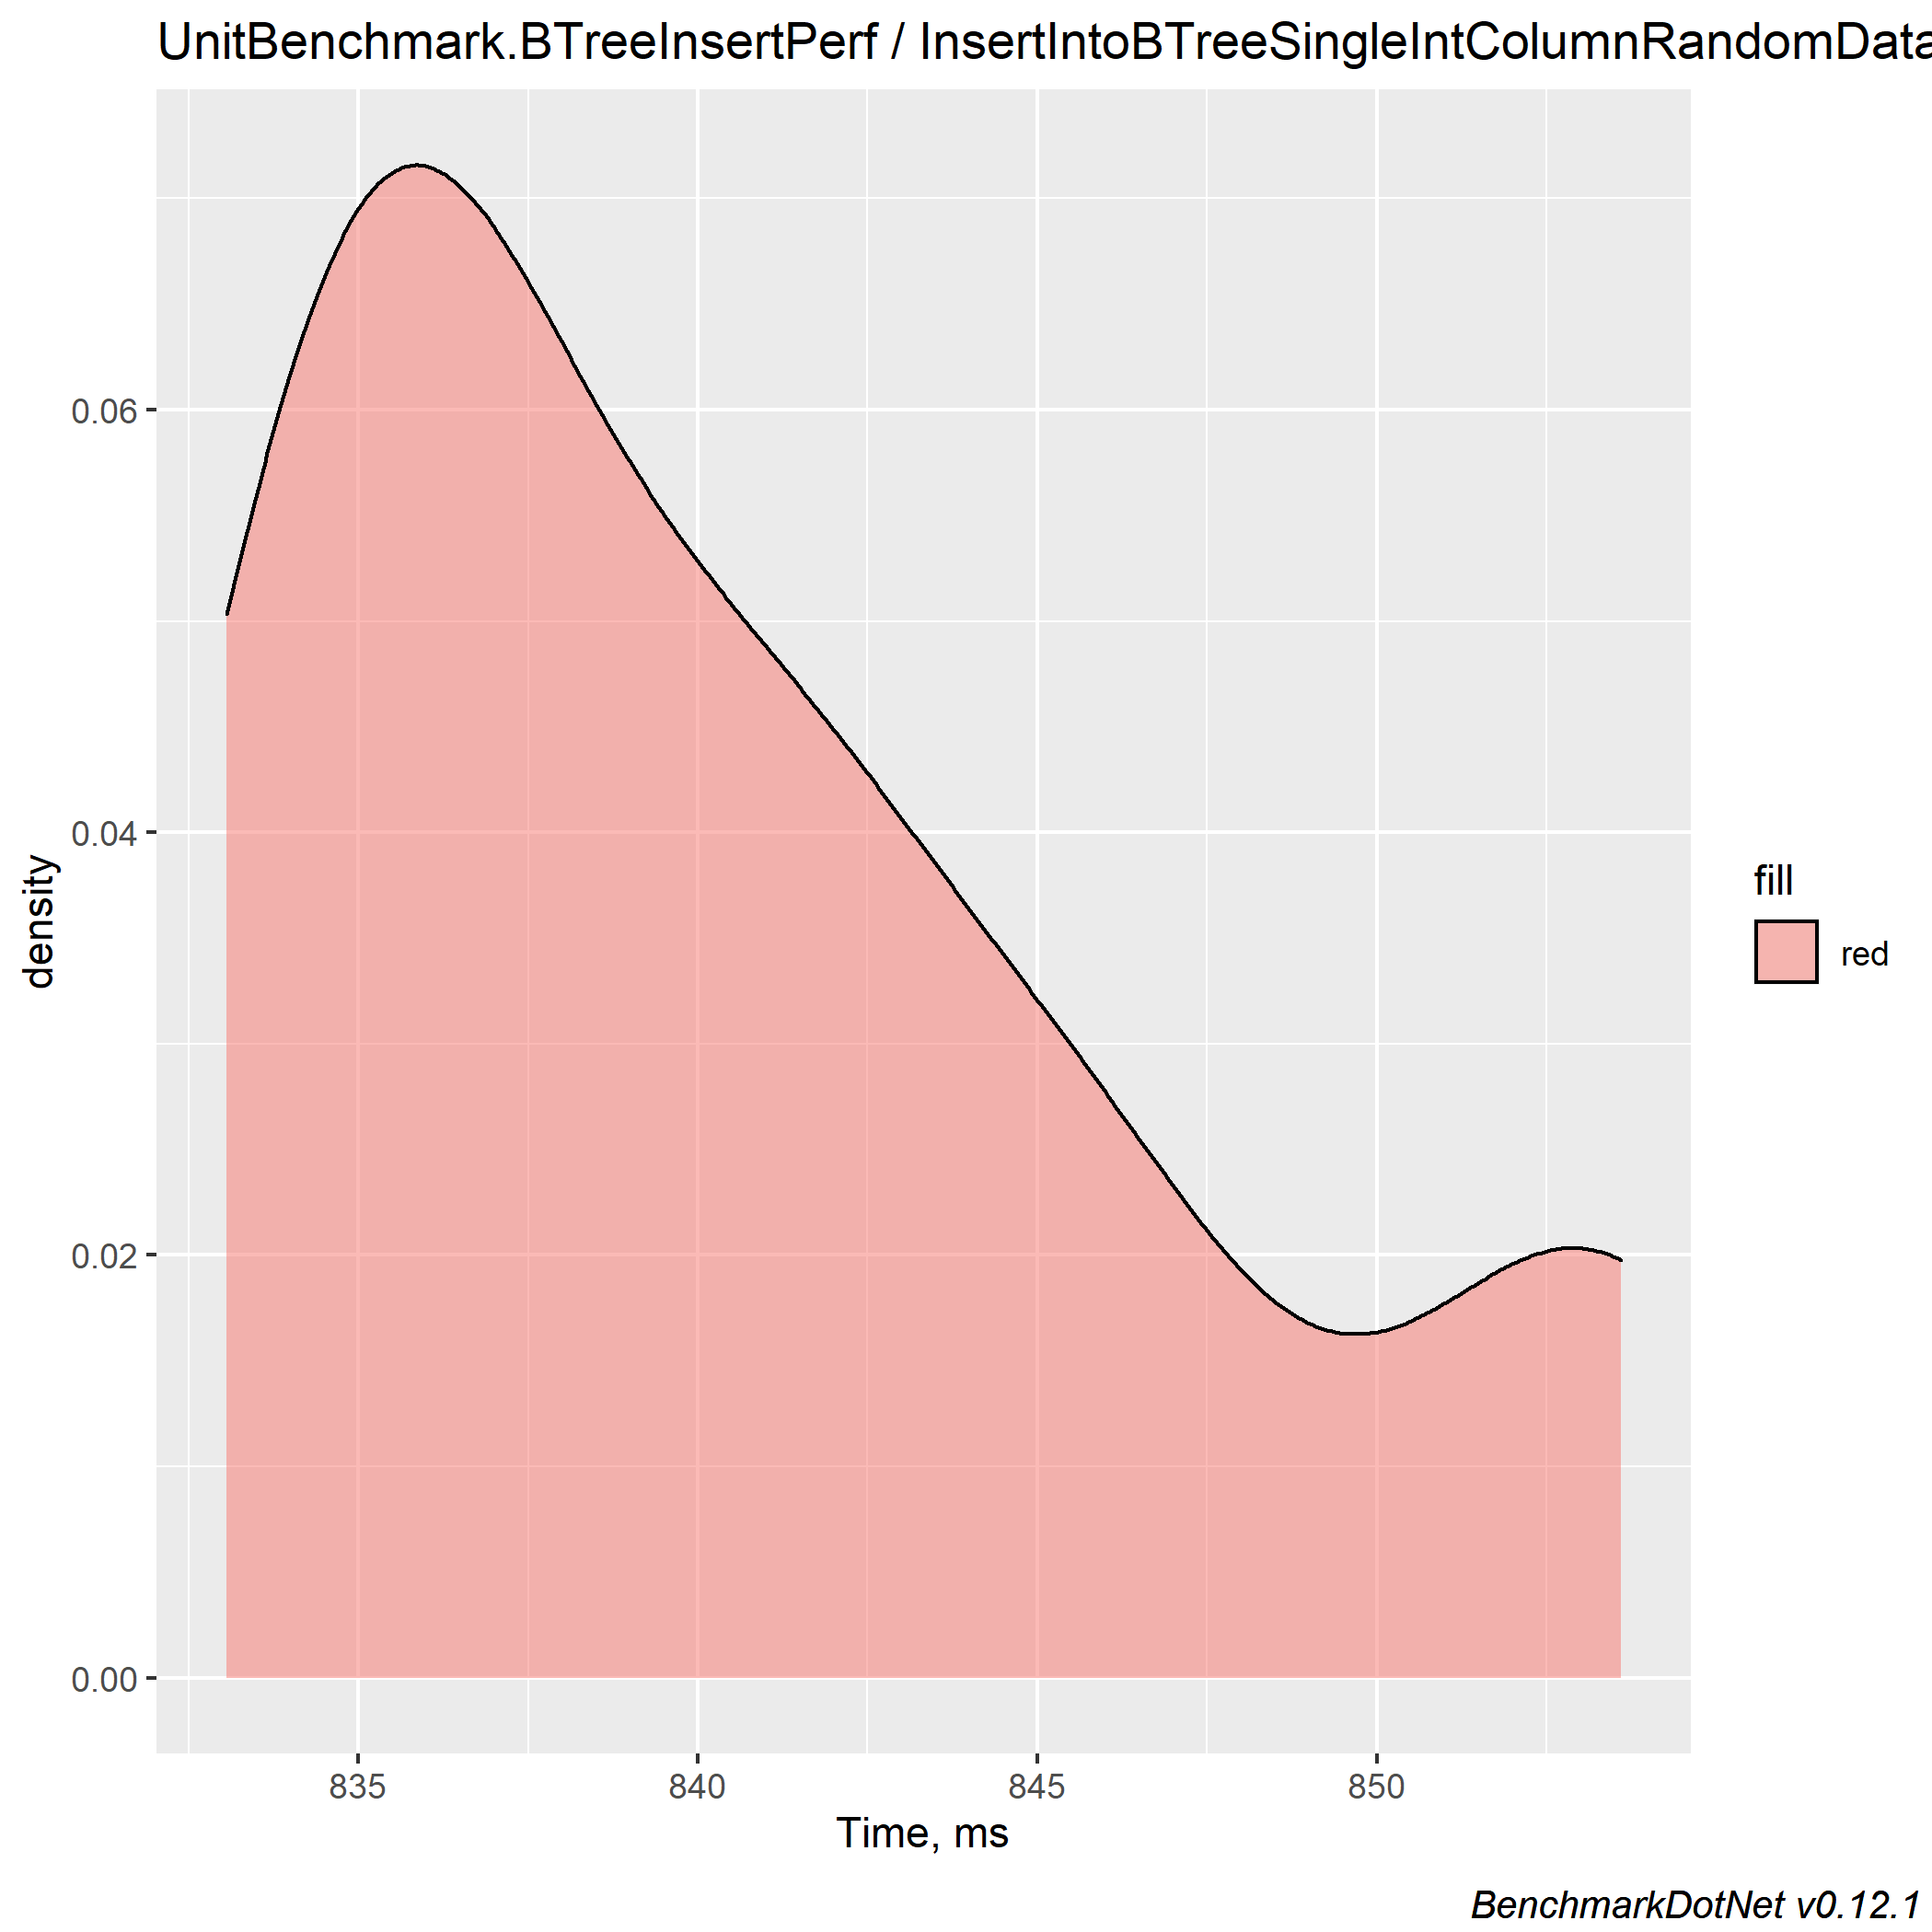 UnitBenchmark.BTreeInsertPerf / InsertIntoBTreeSingleIntColumnRandomData
density
0.06
0.04
0.02
0.00
835 840 845 850
Time, ms
fill
red
BenchmarkDotNet v0.12.1